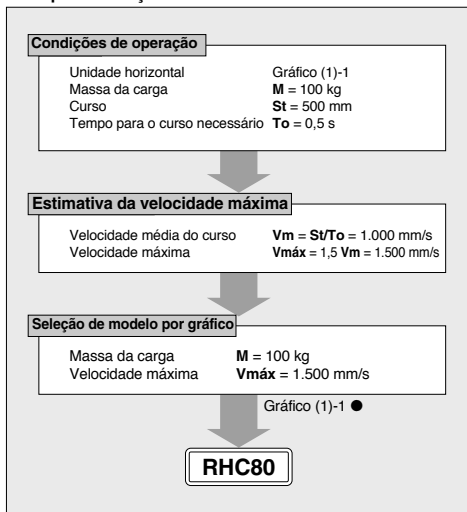 Condições de operação
Unidade horizontal Gráfico (1)-1
Massa da carga M = 100 kg
Curso St = 500 mm
Tempo para o curso necessário To = 0,5 s
Estimativa da velocidade máxima
Velocidade média do curso Vm = St/To = 1.000 mm/s
Velocidade máxima Vmáx = 1,5 Vm = 1.500 mm/s
Seleção de modelo por gráfico
Massa da carga M = 100 kg
Velocidade máxima Vmáx = 1.500 mm/s
Gráfico (1)-1 ●
RHC80